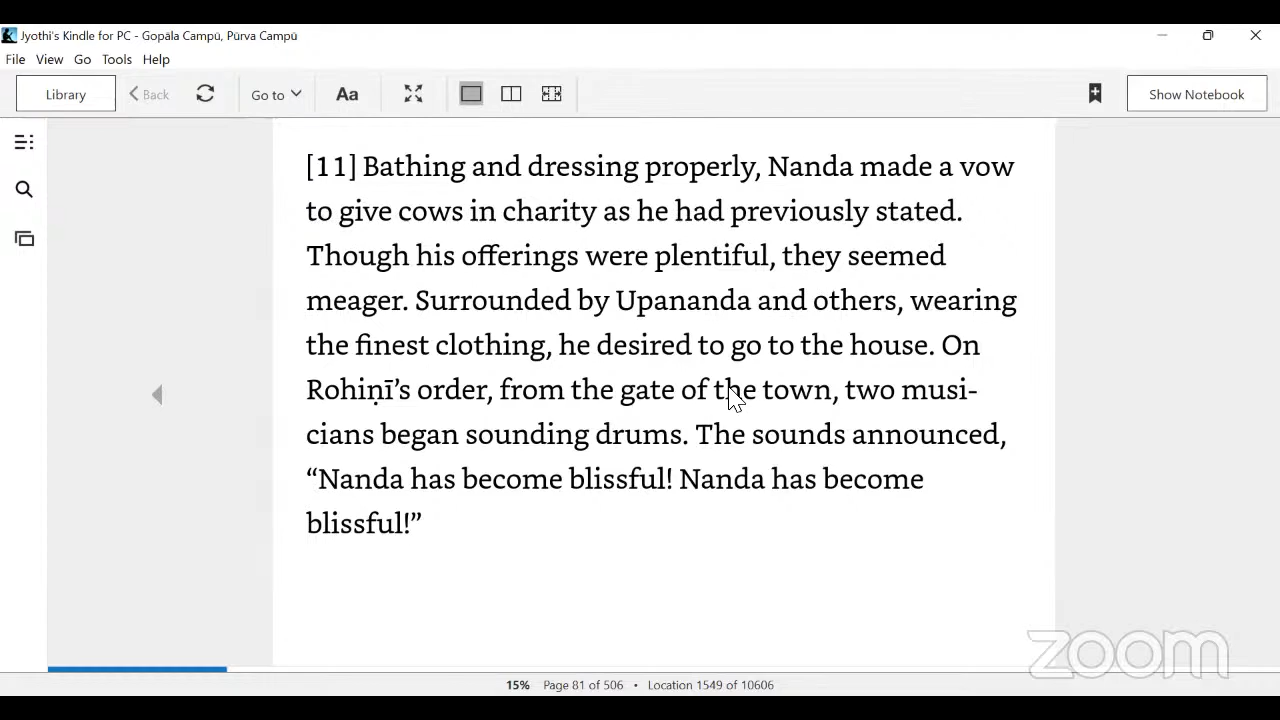 Jyothi's Kindle for PC - Gopāla Campū, Pūrva Campū
File View Go Tools Help
Library Back Go to Aa Show Notebook
[11] Bathing and dressing properly, Nanda made a vow
to give cows in charity as he had previously stated.
Though his offerings were plentiful, they seemed
meager. Surrounded by Upananda and others, wearing
the finest clothing, he desired to go to the house. On
Rohiṇī’s order, from the gate of the town, two musi-
cians began sounding drums. The sounds announced,
“Nanda has become blissful! Nanda has become
blissful!”
zoom
15% Page 81 of 506 • Location 1549 of 10606